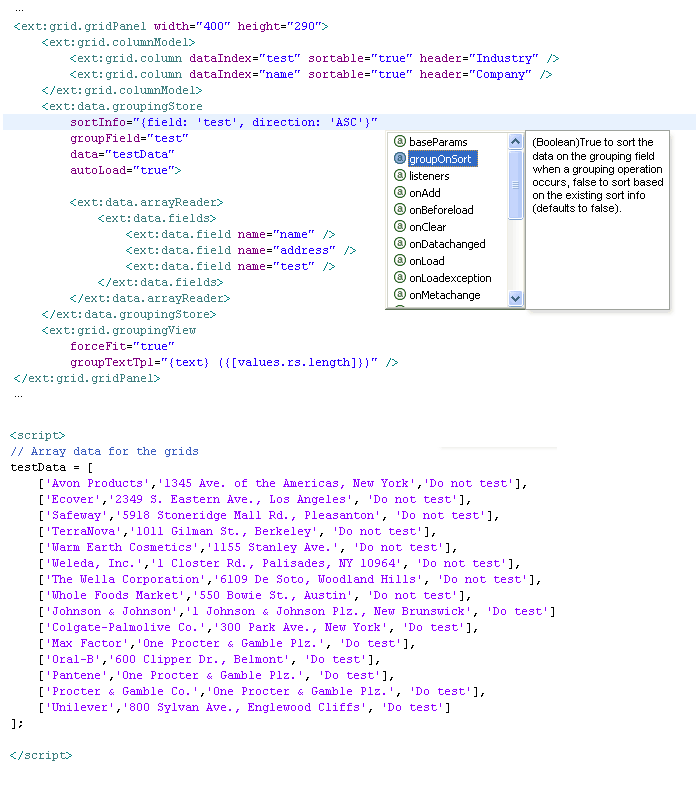 ...
<ext:grid.gridPanel width="400" height="290">
<ext:grid.columnModel>
<ext:grid.column dataIndex="test" sortable="true" header="Industry" />
<ext:grid.column dataIndex="name" sortable="true" header="Company" />
</ext:grid.columnModel>
<ext:data.groupingStore
sortInfo="{field: 'test', direction: 'ASC'}"
groupField="test"
data="testData"
autoLoad="true">
<ext:data.arrayReader>
<ext:data.fields>
<ext:data.field name="name" />
<ext:data.field name="address" />
<ext:data.field name="test" />
</ext:data.fields>
</ext:data.arrayReader>
</ext:data.groupingStore>
<ext:grid.groupingView
forceFit="true"
groupTextTpl="{text} ({[values.rs.length]})" />
</ext:grid.gridPanel>
...
baseParams
groupOnSort
listeners
onAdd
onBeforeload
onClear
onDatachanged
onLoad
onLoadexception
onMetachange
(Boolean)True to sort the
data on the grouping field
when a grouping operation
occurs, false to sort based
on the existing sort info
(defaults to false).
<script>
// Array data for the grids
testData = [
['Avon Products','1345 Ave. of the Americas, New York','Do not test'],
['Ecover','2349 S. Eastern Ave., Los Angeles', 'Do not test'],
['Safeway','5918 Stoneridge Mall Rd., Pleasanton', 'Do not test'],
['TerraNova','1011 Gilman St., Berkeley', 'Do not test'],
['Warm Earth Cosmetics','1155 Stanley Ave.', 'Do not test'],
['Weleda, Inc.','1 Closter Rd., Palisades, NY 10964', 'Do not test'],
['The Wella Corporation','6109 De Soto, Woodland Hills', 'Do not test'],
['Whole Foods Market','550 Bowie St., Austin', 'Do not test'],
['Johnson & Johnson','1 Johnson & Johnson Plz., New Brunswick', 'Do test']
['Colgate-Palmolive Co.','300 Park Ave., New York', 'Do test'],
['Max Factor','One Procter & Gamble Plz.', 'Do test'],
['Oral-B','600 Clipper Dr., Belmont', 'Do test'],
['Pantene','One Procter & Gamble Plz.', 'Do test'],
['Procter & Gamble Co.','One Procter & Gamble Plz.', 'Do test'],
['Unilever','800 Sylvan Ave., Englewood Cliffs', 'Do test']
];
</script>